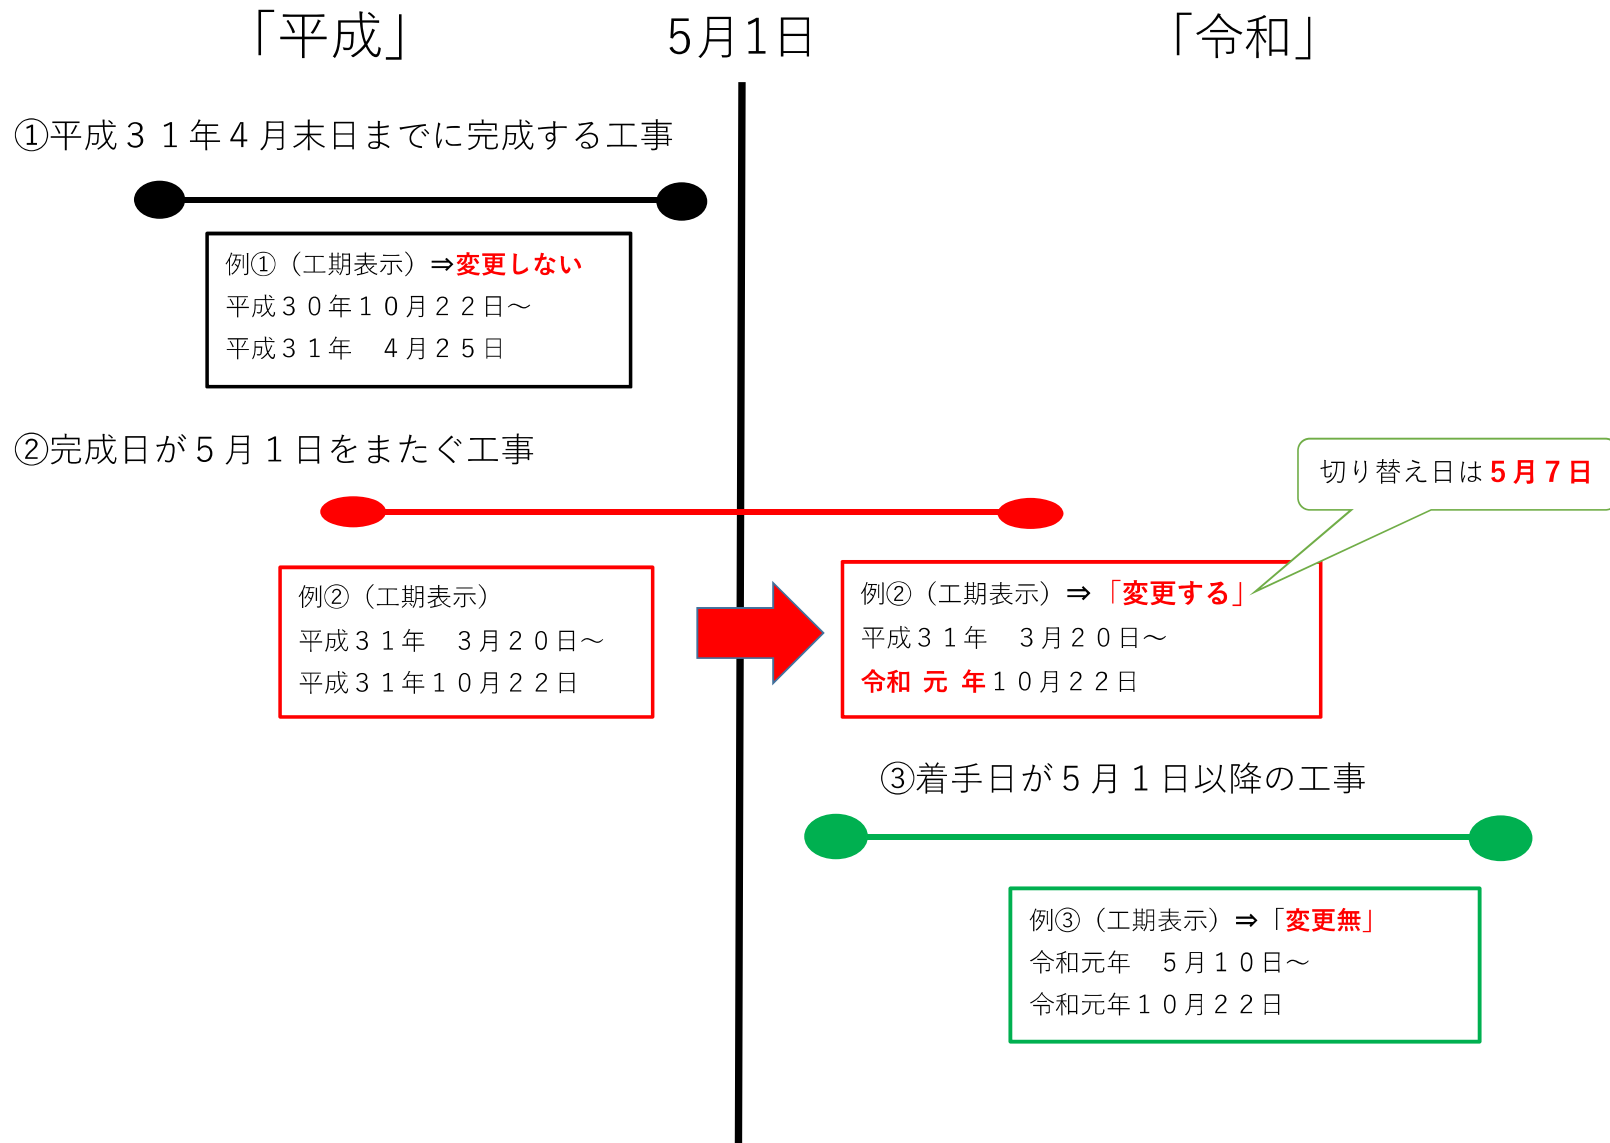 「平成」
5月1日
「令和」
①平成３１年４月末日までに完成する工事
例①（工期表示）⇒変更しない
平成３０年１０月２２日～
平成３１年　４月２５日
②完成日が５月１日をまたぐ工事
切り替え日は５月７日
例②（工期表示）
平成３１年　３月２０日～
平成３１年１０月２２日
例②（工期表示）⇒「変更する」
平成３１年　３月２０日～
令和 元 年１０月２２日
③着手日が５月１日以降の工事
例③（工期表示）⇒「変更無」
令和元年　５月１０日～
令和元年１０月２２日